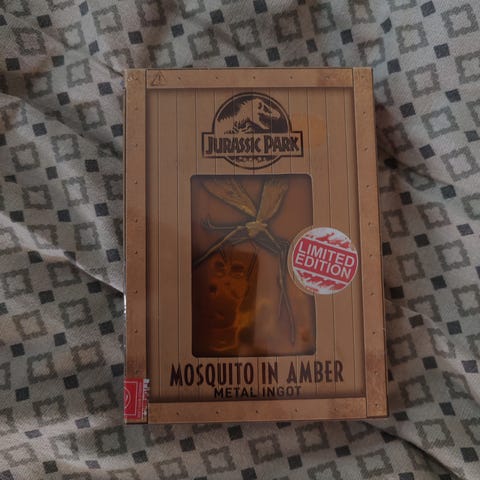 JURASSIC PARK
LIMITED
EDITION
MOSQUITO IN AMBER
METAL INGOT